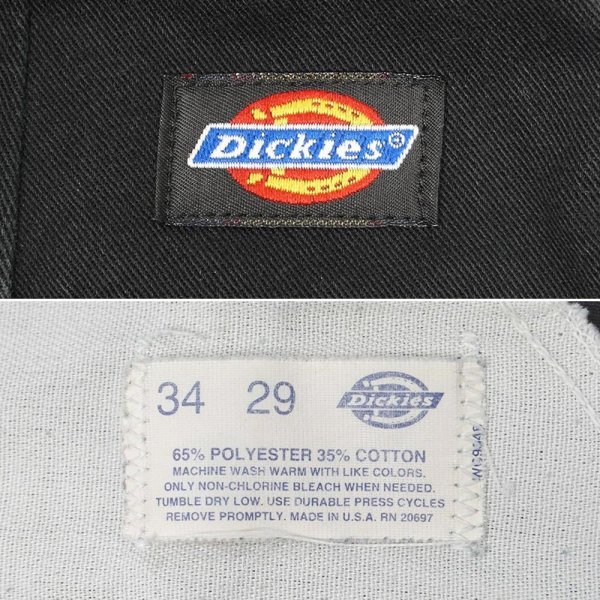 Dickies®
34 29 Dickies
65% POLYESTER 35% COTTON
MACHINE WASH WARM WITH LIKE COLORS.
ONLY NON-CHLORINE BLEACH WHEN NEEDED.
TUMBLE DRY LOW. USE DURABLE PRESS CYCLES
REMOVE PROMPTLY. MADE IN U.S.A. RN 20697